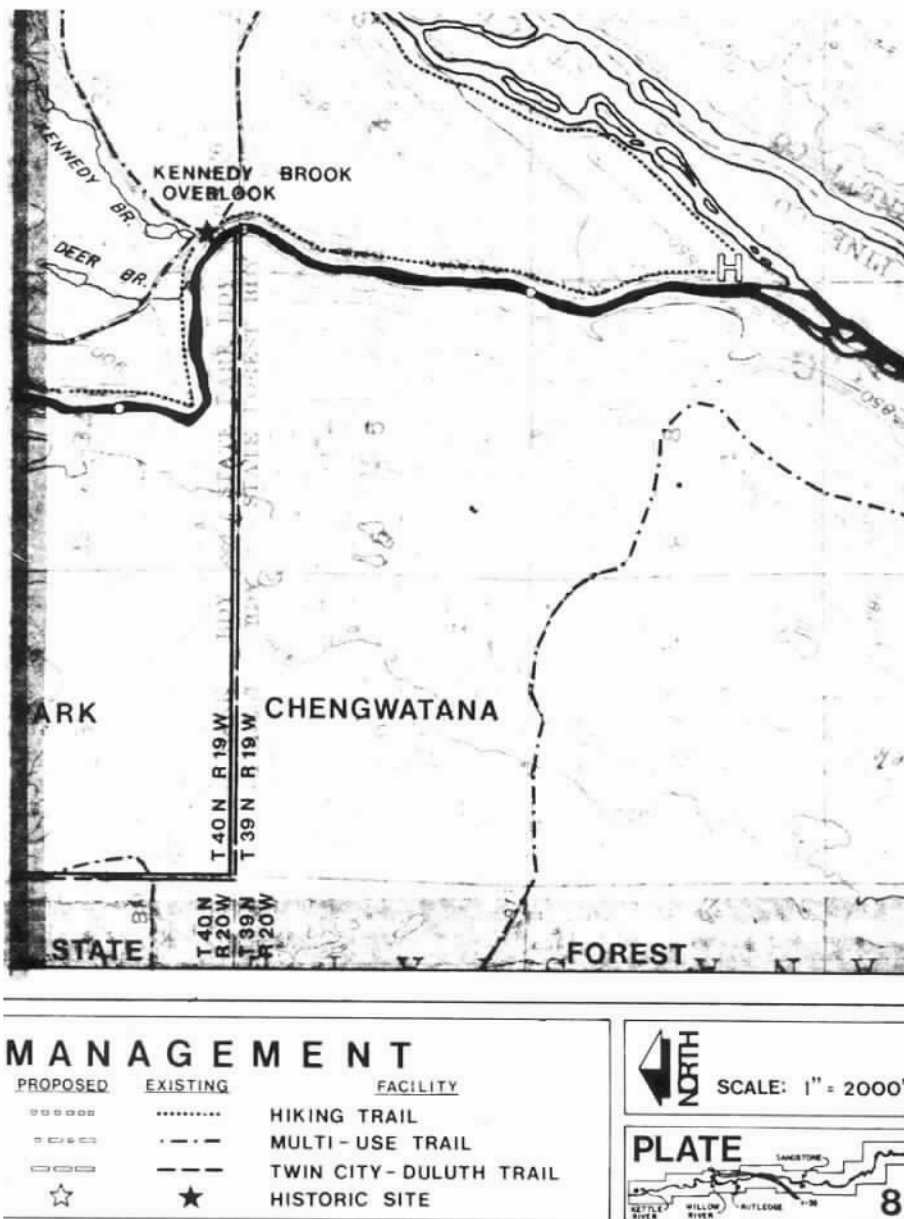 KENNEDY BROOK
OVERLOOK
KENNEDY BR.
DEER BR.
ARK
CHENGWATANA
T 40 N R 19 W
T 39 N R 19 W
T 40 N R 20 W
T 39 N R 20 W
STATE
FOREST
H
850
MANAGEMENT
PROPOSED EXISTING FACILITY
HIKING TRAIL
MULTI-USE TRAIL
TWIN CITY-DULUTH TRAIL
HISTORIC SITE
NORTH
SCALE: 1" = 2000'
PLATE
SANDSTONE
KETTLE RIVER
WILLOW RIVER
RUTLEDGE
8